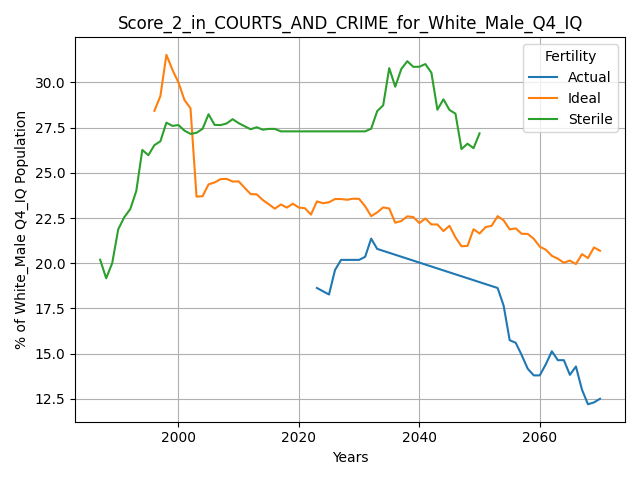 Score_2_in_COURTS_AND_CRIME_for_White_Male_Q4_IQ
Fertility
Actual
Ideal
Sterile
% of White_Male Q4_IQ Population
30.0
27.5
25.0
22.5
20.0
17.5
15.0
12.5
2000
2020
2040
2060
Years